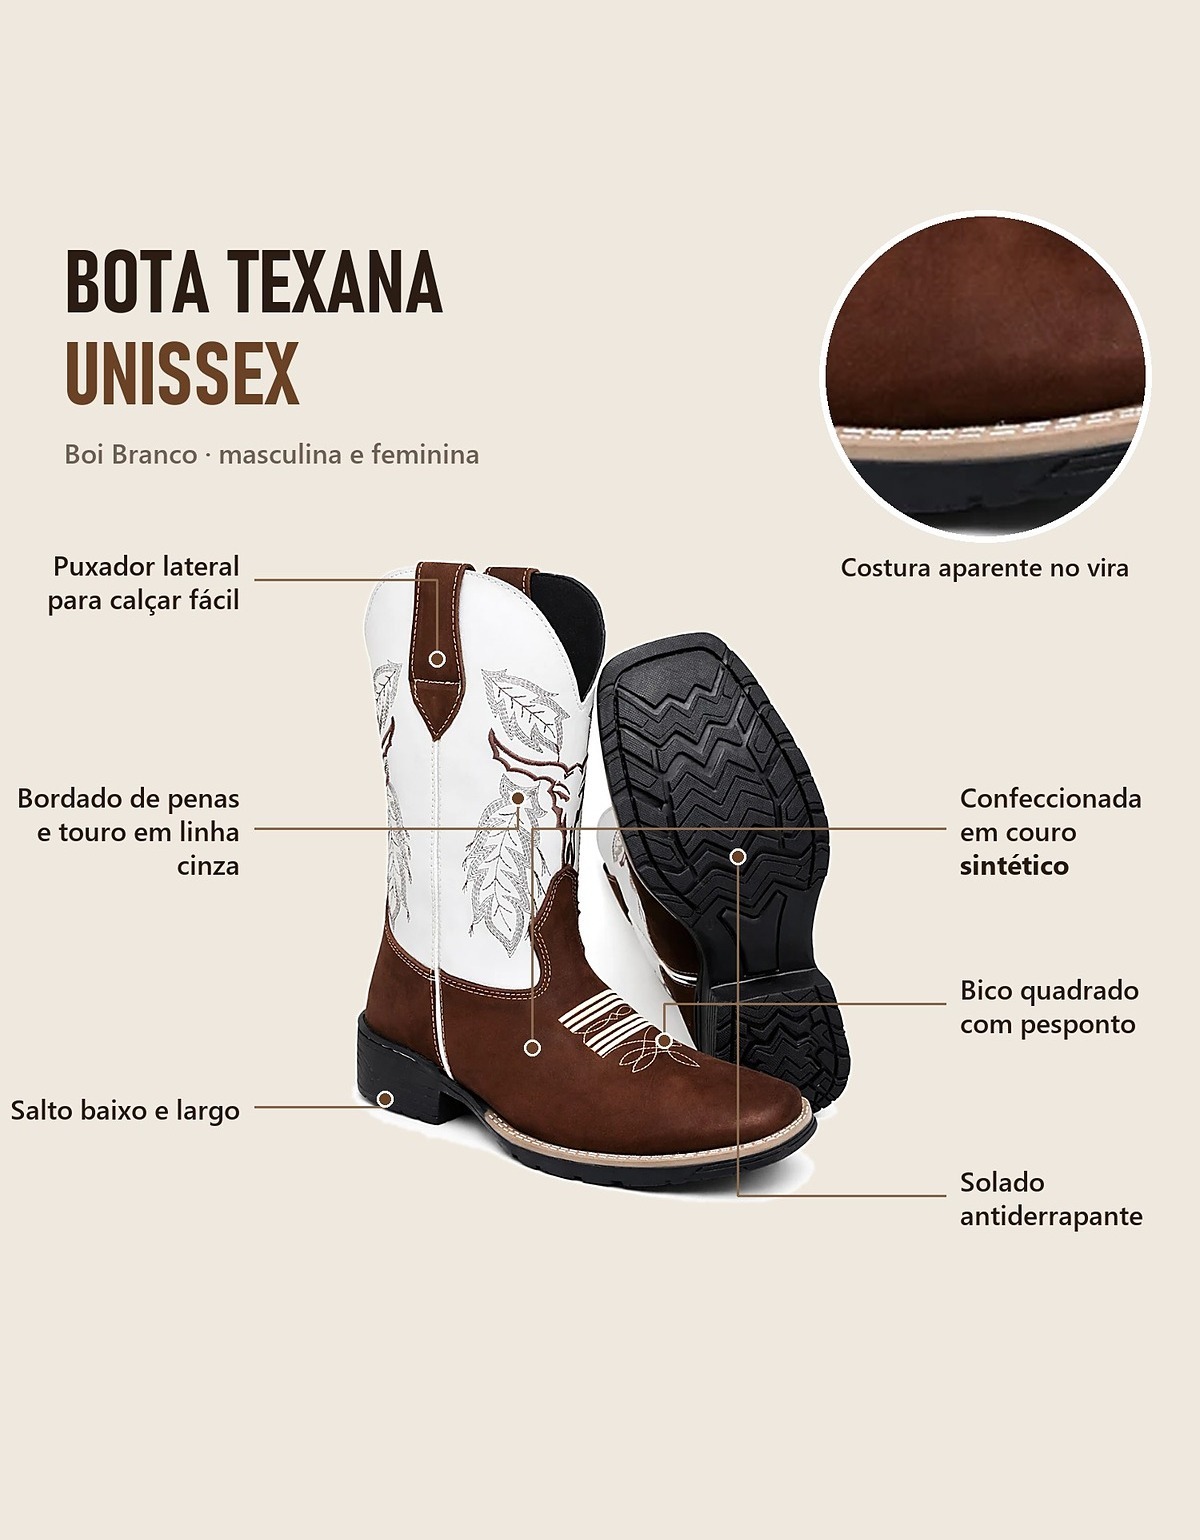 BOTA TEXANA
UNISSEX
Boi Branco · masculina e feminina
Costura aparente no vira
Puxador lateral
para calçar fácil
Bordado de penas
e touro em linha
cinza
Confeccionada
em couro
sintético
Bico quadrado
com pesponto
Salto baixo e largo
Solado
antiderrapante